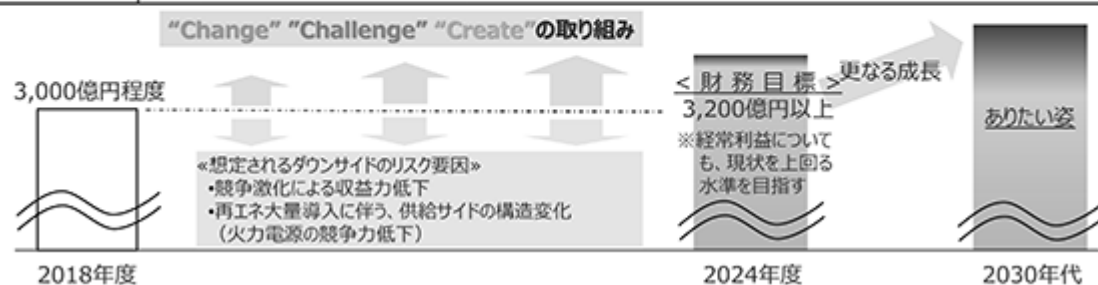 “Change” ”Challenge” “Create”の取り組み
3,000億円程度
<財務目標>
3,200億円以上
※経常利益について
も、現状を上回る
水準を目指す
更なる成長
ありたい姿
≪想定されるダウンサイドのリスク要因≫
・競争激化による収益力低下
・再エネ大量導入に伴う、供給サイドの構造変化
（火力電源の競争力低下）
2018年度
2024年度
2030年代